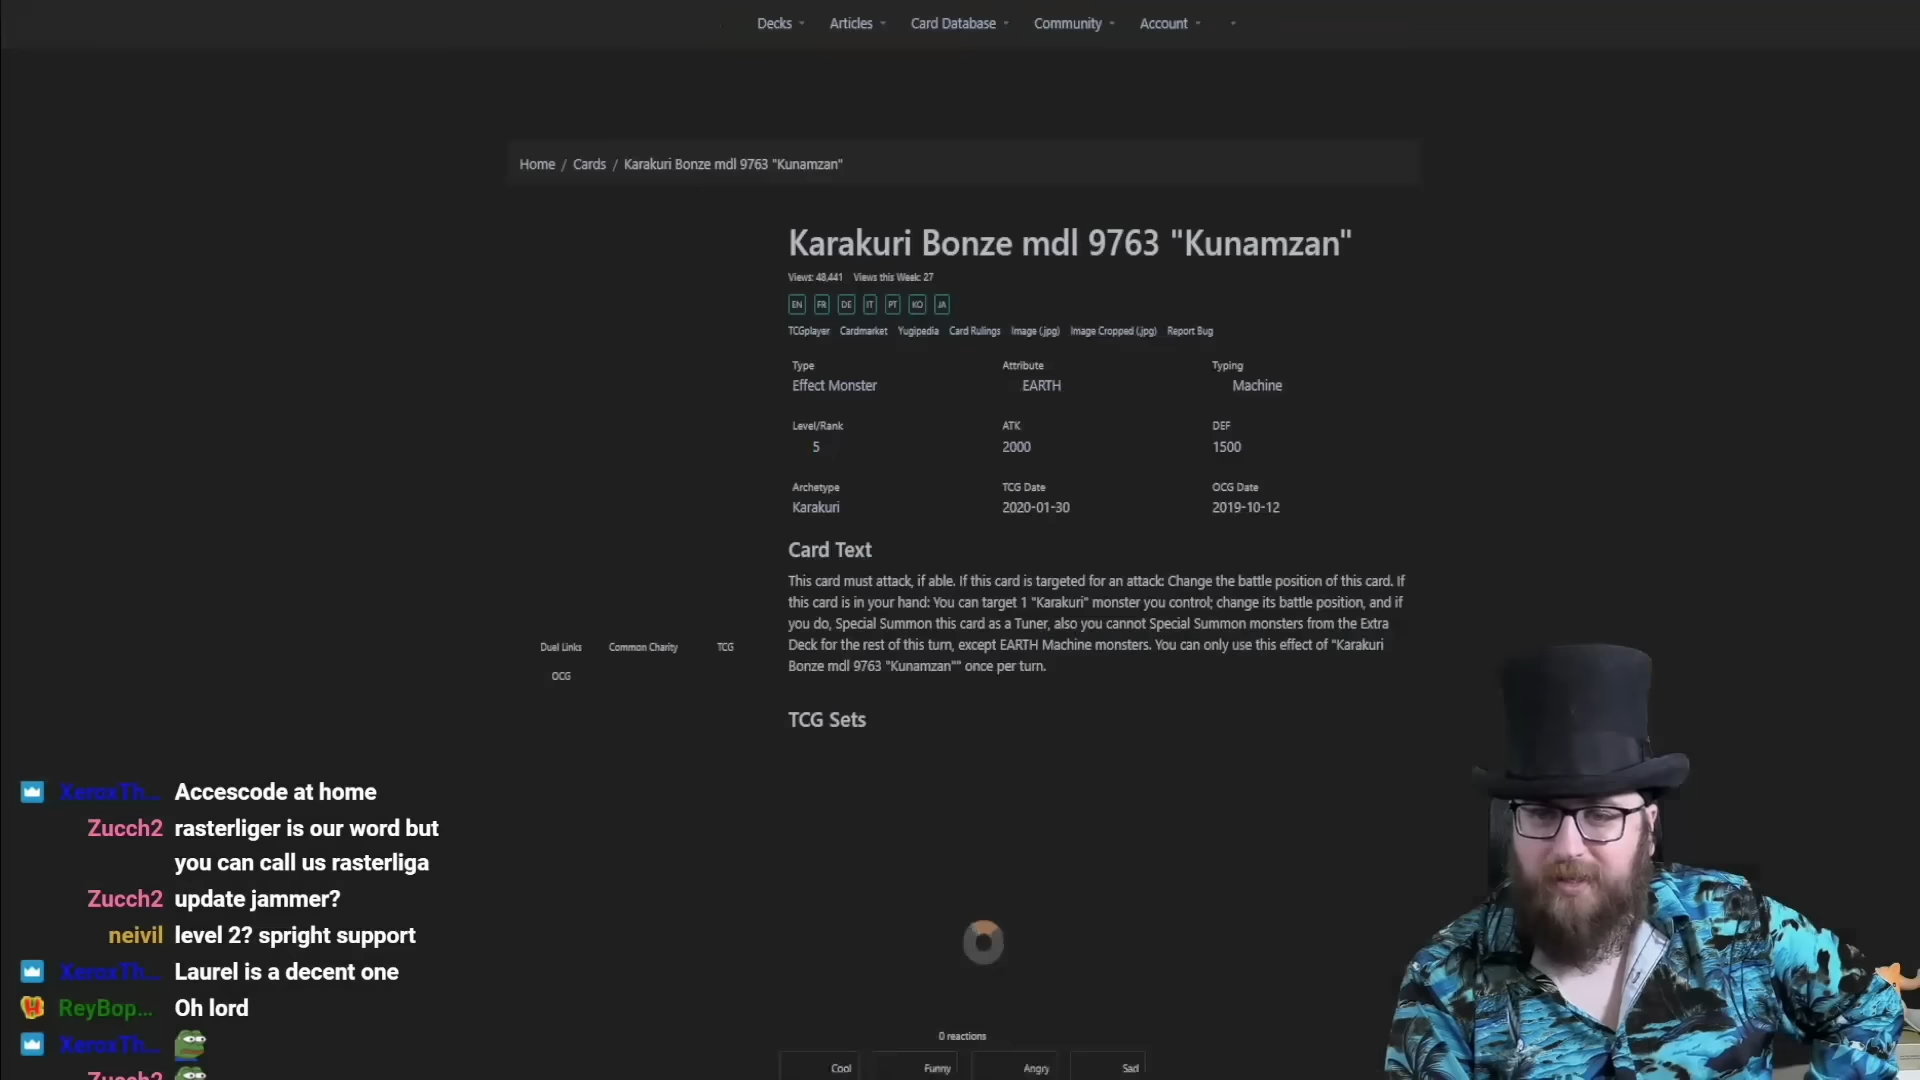 Decks Articles Card Database Community Account
Home / Cards / Karakuri Bonze mdl 9763 "Kunamzan"
Karakuri Bonze mdl 9763 "Kunamzan"
Views: 48,441 Views this Week: 27
EN FR DE IT PT KO JA
TCGplayer Cardmarket Yugipedia Card Rulings Image (.jpg) Image Cropped (.jpg) Report Bug
Type Attribute Typing
Effect Monster EARTH Machine
Level/Rank ATK DEF
5 2000 1500
Archetype TCG Date OCG Date
Karakuri 2020-01-30 2019-10-12
Card Text
This card must attack, if able. If this card is targeted for an attack: Change the battle position of this card. If
this card is in your hand: You can target 1 "Karakuri" monster you control; change its battle position, and if
you do, Special Summon this card as a Tuner, also you cannot Special Summon monsters from the Extra
Deck for the rest of this turn, except EARTH Machine monsters. You can only use this effect of "Karakuri
Bonze mdl 9763 "Kunamzan"" once per turn.
Duel Links Common Charity TCG
OCG
TCG Sets
XeroxTh... Accescode at home
Zucch2 rasterliger is our word but
you can call us rasterliga
Zucch2 update jammer?
neivil level 2? spright support
XeroxTh... Laurel is a decent one
ReyBop... Oh lord
XeroxTh...
Zucch2
0 reactions
Cool Funny Angry Sad